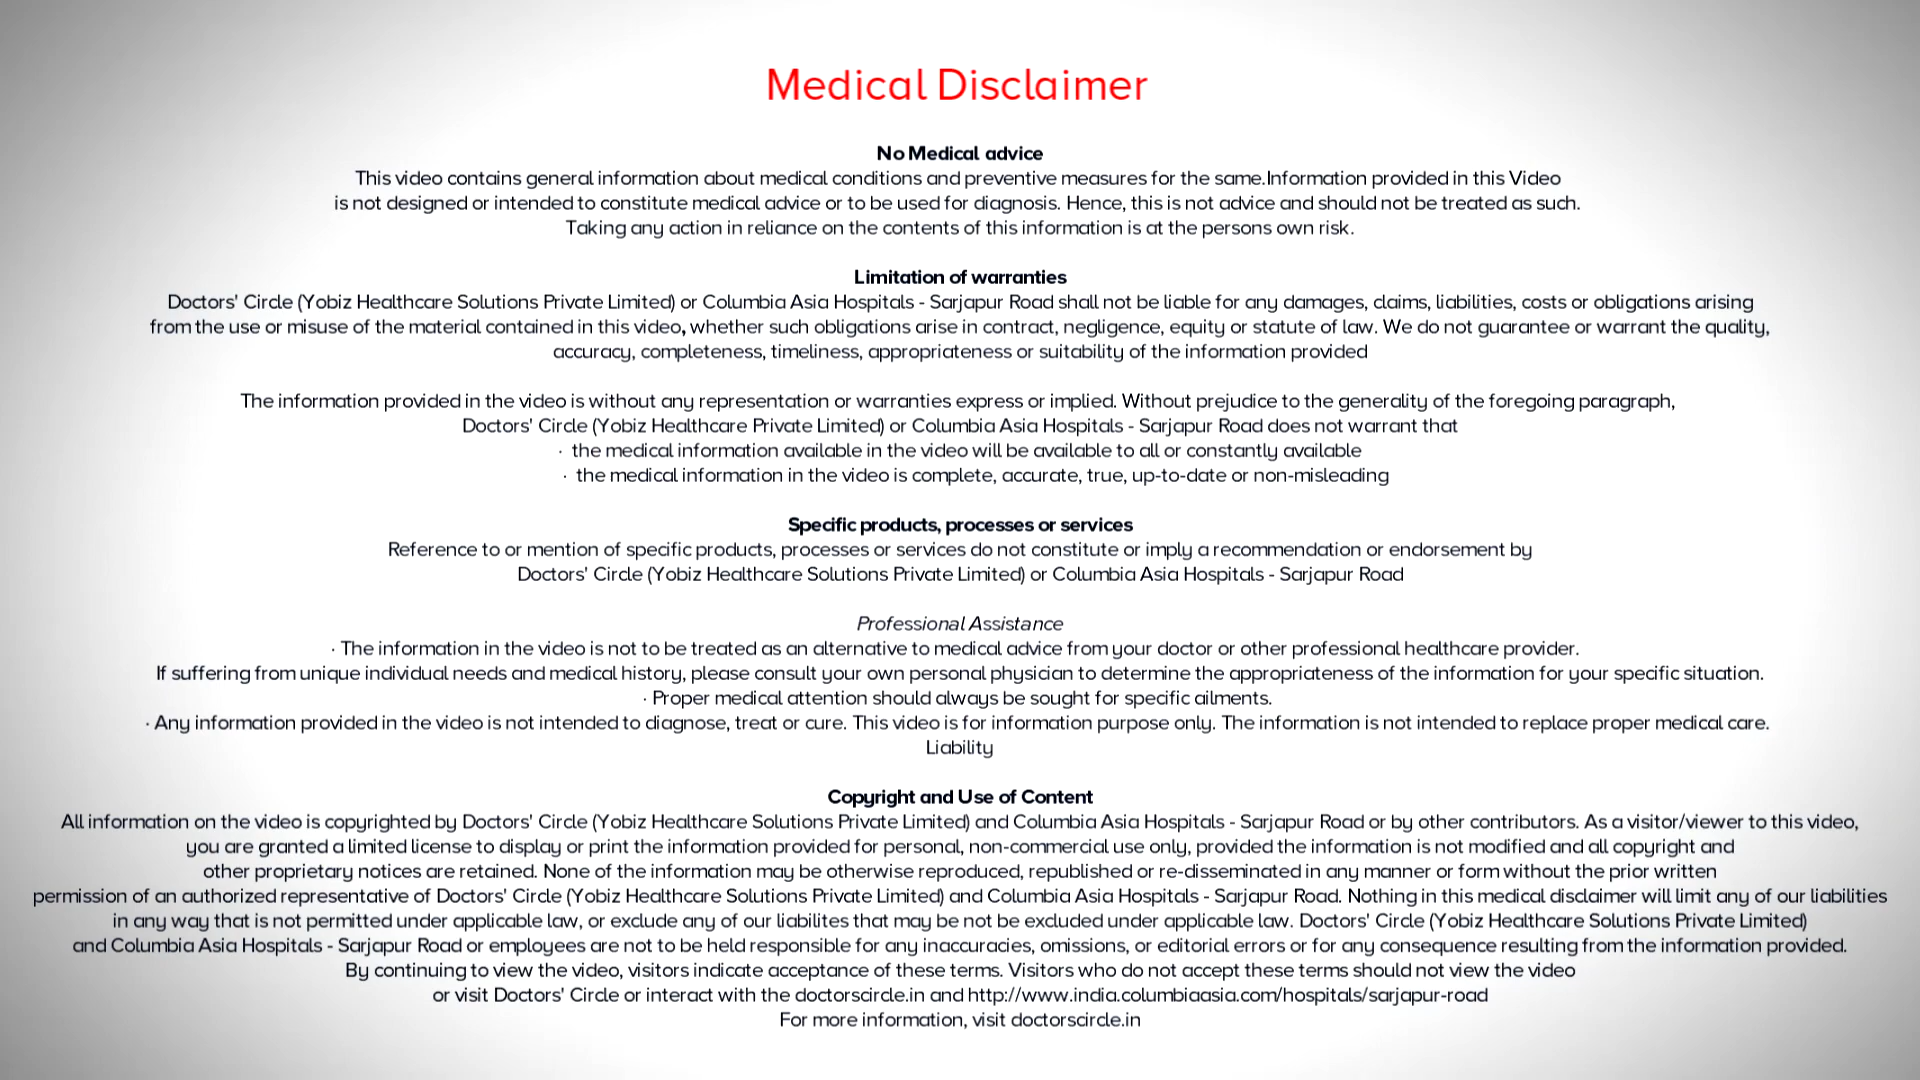 Medical Disclaimer
No Medical advice
This video contains general information about medical conditions and preventive measures for the same.Information provided in this Video
is not designed or intended to constitute medical advice or to be used for diagnosis. Hence, this is not advice and should not be treated as such.
Taking any action in reliance on the contents of this information is at the persons own risk.
Limitation of warranties
Doctors' Circle (Yobiz Healthcare Solutions Private Limited) or Columbia Asia Hospitals - Sarjapur Road shall not be liable for any damages, claims, liabilities, costs or obligations arising
from the use or misuse of the material contained in this video, whether such obligations arise in contract, negligence, equity or statute of law. We do not guarantee or warrant the quality,
accuracy, completeness, timeliness, appropriateness or suitability of the information provided
The information provided in the video is without any representation or warranties express or implied. Without prejudice to the generality of the foregoing paragraph,
Doctors' Circle (Yobiz Healthcare Private Limited) or Columbia Asia Hospitals - Sarjapur Road does not warrant that
· the medical information available in the video will be available to all or constantly available
· the medical information in the video is complete, accurate, true, up-to-date or non-misleading
Specific products, processes or services
Reference to or mention of specific products, processes or services do not constitute or imply a recommendation or endorsement by
Doctors' Circle (Yobiz Healthcare Solutions Private Limited) or Columbia Asia Hospitals - Sarjapur Road
Professional Assistance
· The information in the video is not to be treated as an alternative to medical advice from your doctor or other professional healthcare provider.
If suffering from unique individual needs and medical history, please consult your own personal physician to determine the appropriateness of the information for your specific situation.
· Proper medical attention should always be sought for specific ailments.
· Any information provided in the video is not intended to diagnose, treat or cure. This video is for information purpose only. The information is not intended to replace proper medical care.
Liability
Copyright and Use of Content
All information on the video is copyrighted by Doctors' Circle (Yobiz Healthcare Solutions Private Limited) and Columbia Asia Hospitals - Sarjapur Road or by other contributors. As a visitor/viewer to this video,
you are granted a limited license to display or print the information provided for personal, non-commercial use only, provided the information is not modified and all copyright and
other proprietary notices are retained. None of the information may be otherwise reproduced, republished or re-disseminated in any manner or form without the prior written
permission of an authorized representative of Doctors' Circle (Yobiz Healthcare Solutions Private Limited) and Columbia Asia Hospitals - Sarjapur Road. Nothing in this medical disclaimer will limit any of our liabilities
in any way that is not permitted under applicable law, or exclude any of our liabilites that may be not be excluded under applicable law. Doctors' Circle (Yobiz Healthcare Solutions Private Limited)
and Columbia Asia Hospitals - Sarjapur Road or employees are not to be held responsible for any inaccuracies, omissions, or editorial errors or for any consequence resulting from the information provided.
By continuing to view the video, visitors indicate acceptance of these terms. Visitors who do not accept these terms should not view the video
or visit Doctors' Circle or interact with the doctorscircle.in and http://www.india.columbiaasia.com/hospitals/sarjapur-road
For more information, visit doctorscircle.in